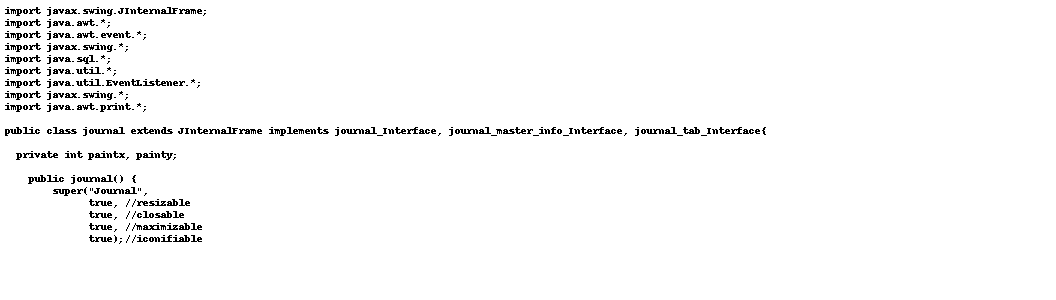 import javax.swing.JInternalFrame;
import java.awt.*;
import java.awt.event.*;
import javax.swing.*;
import java.sql.*;
import java.util.*;
import java.util.EventListener.*;
import javax.swing.*;
import java.awt.print.*;

public class journal extends JInternalFrame implements journal_Interface, journal_master_info_Interface, journal_tab_Interface{

  private int paintx, painty;

    public journal() {
        super("Journal",
              true, //resizable
              true, //closable
              true, //maximizable
              true);//iconifiable